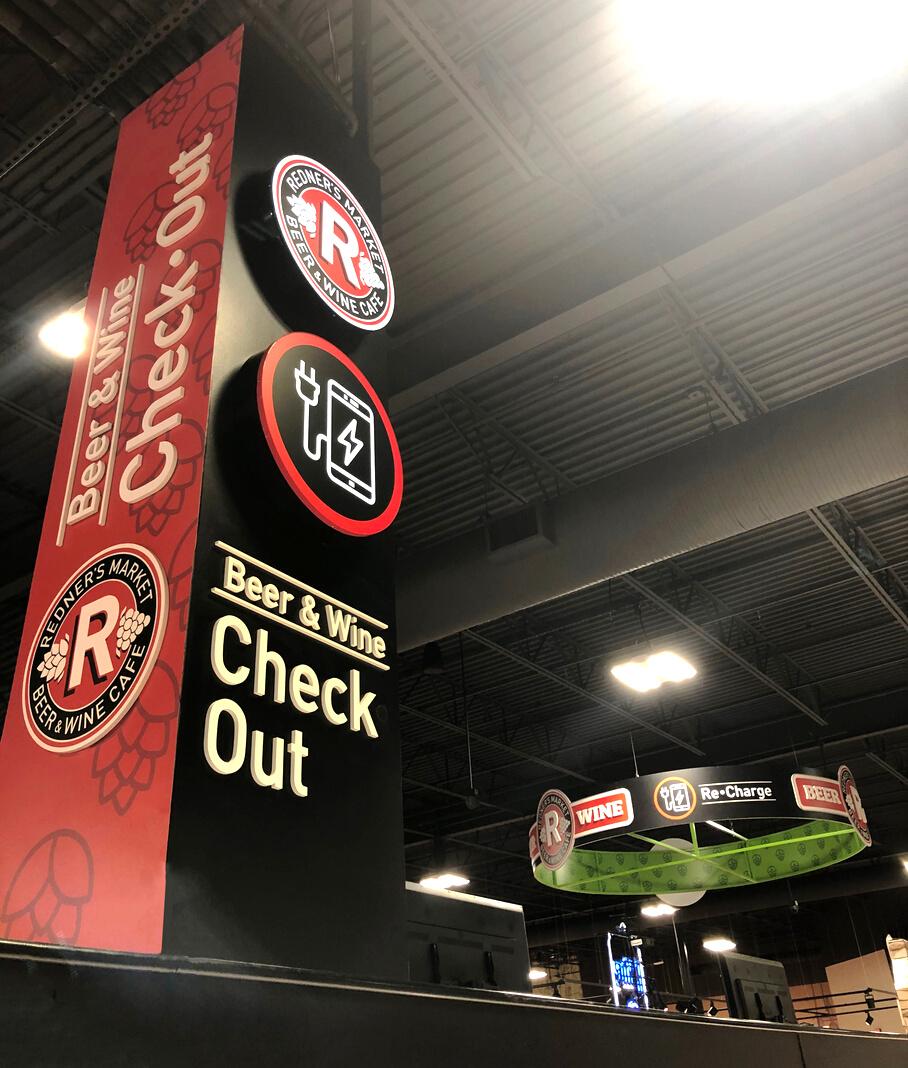 Beer & Wine
Check•Out
REDNER'S MARKET
R
BEER & WINE CAFE
REDNER'S MARKET
R
BEER & WINE CAFE
Beer & Wine
Check
Out
R
WINE
Re•Charge
BEER
R